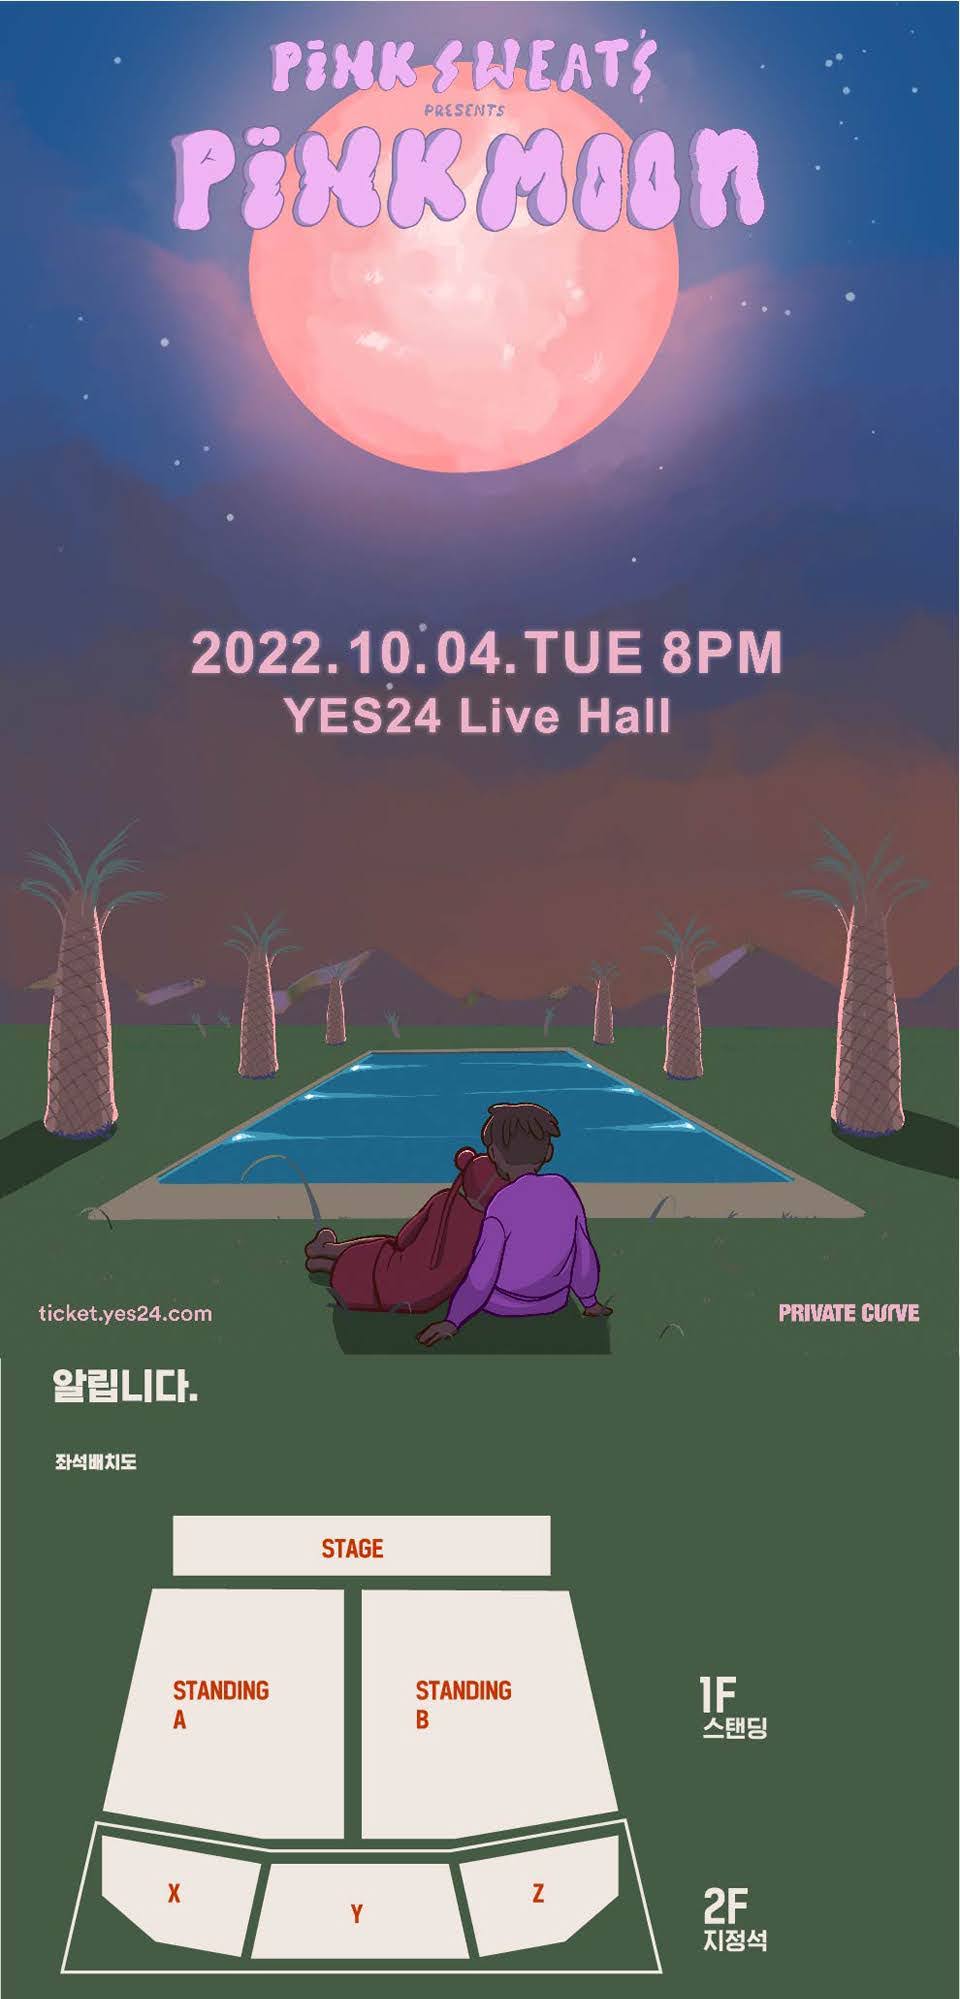 PINK SWEAT$
PRESENTS
PINK MOON
2022.10.04.TUE 8PM
YES24 Live Hall
ticket.yes24.com
PRIVATE CURVE
알립니다.
좌석배치도
STAGE
STANDING
A
STANDING
B
1F
스탠딩
X
Y
Z
2F
지정석